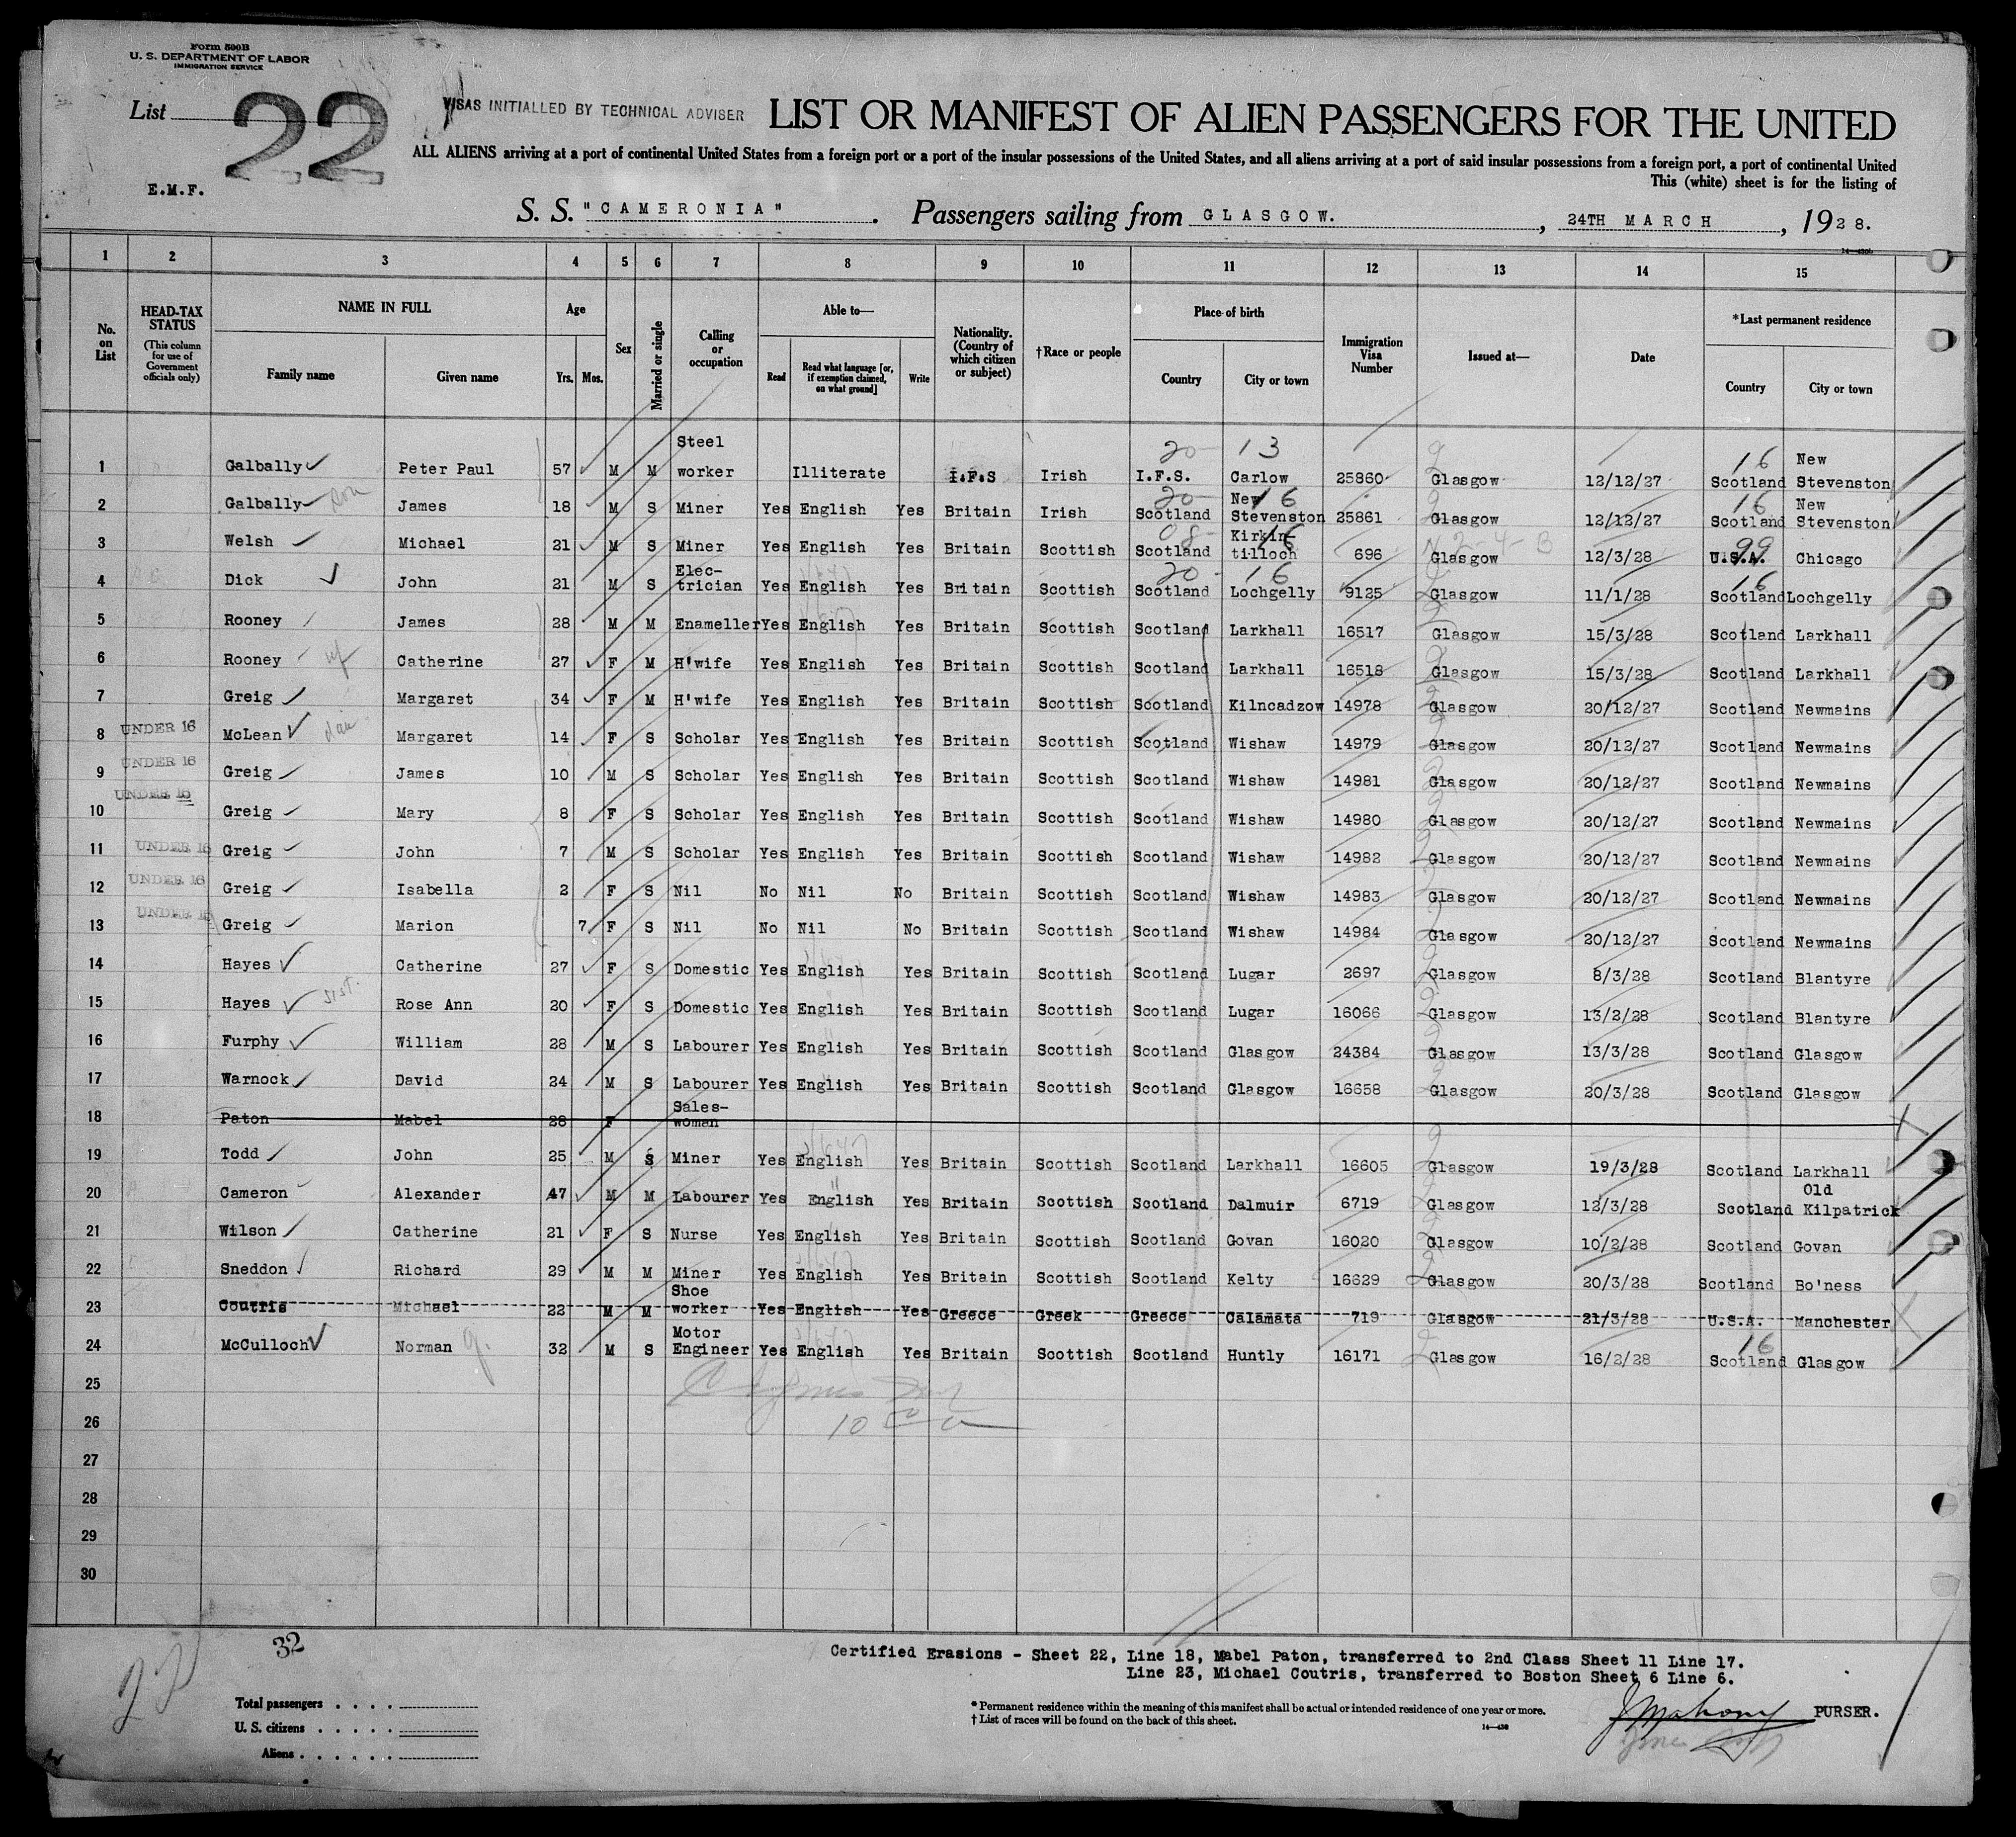 Form 500B
U. S. DEPARTMENT OF LABOR
IMMIGRATION SERVICE
List 22
VISAS INITIALLED BY TECHNICAL ADVISER
LIST OR MANIFEST OF ALIEN PASSENGERS FOR THE UNITED
ALL ALIENS arriving at a port of continental United States from a foreign port or a port of the insular possessions of the United States, and all aliens arriving at a port of said insular possessions from a foreign port, a port of continental United
This (white) sheet is for the listing of
E.M.F.
S. S. "CAMERONIA". Passengers sailing from GLASGOW., 24TH MARCH, 1928.
1 2 3 4 5 6 7 8 9 10 11 12 13 14 15
No. on List
HEAD-TAX STATUS
(This column for use of Government officials only)
NAME IN FULL
Family name
Given name
Age
Yrs. Mos.
Sex
Married or single
Calling or occupation
Able to—
Read
Read what language [or, if exemption claimed, on what ground]
Write
Nationality. (Country of which citizen or subject)
†Race or people
Place of birth
Country
City or town
Immigration Visa Number
Issued at—
Date
*Last permanent residence
Country
City or town
1 Galbally Peter Paul 57 M M Steel worker Illiterate I.F.S Irish I.F.S. Carlow 25860 Glasgow 12/12/27 Scotland New Stevenston
20 13 16
2 Galbally son James 18 M S Miner Yes English Yes Britain Irish Scotland New Stevenston 25861 Glasgow 12/12/27 Scotland New Stevenston
20 16 16
3 Welsh Michael 21 M S Miner Yes English Yes Britain Scottish Scotland Kirkin-tilloch 696 Glasgow 12/3/28 U.S.A. Chicago
08 16 99
4 Dick John 21 M S Elec-trician Yes English Yes Britain Scottish Scotland Lochgelly 9125 Glasgow 11/1/28 Scotland Lochgelly
20 16 16
5 Rooney James 28 M M Enameller Yes English Yes Britain Scottish Scotland Larkhall 16517 Glasgow 15/3/28 Scotland Larkhall
6 Rooney wf Catherine 27 F M H'wife Yes English Yes Britain Scottish Scotland Larkhall 16518 Glasgow 15/3/28 Scotland Larkhall
7 Greig Margaret 34 F M H'wife Yes English Yes Britain Scottish Scotland Kilncadzow 14978 Glasgow 20/12/27 Scotland Newmains
8 UNDER 16 McLean dau Margaret 14 F S Scholar Yes English Yes Britain Scottish Scotland Wishaw 14979 Glasgow 20/12/27 Scotland Newmains
9 UNDER 16 Greig James 10 M S Scholar Yes English Yes Britain Scottish Scotland Wishaw 14981 Glasgow 20/12/27 Scotland Newmains
10 UNDER 16 Greig Mary 8 F S Scholar Yes English Yes Britain Scottish Scotland Wishaw 14980 Glasgow 20/12/27 Scotland Newmains
11 UNDER 16 Greig John 7 M S Scholar Yes English Yes Britain Scottish Scotland Wishaw 14982 Glasgow 20/12/27 Scotland Newmains
12 UNDER 16 Greig Isabella 2 F S Nil No Nil No Britain Scottish Scotland Wishaw 14983 Glasgow 20/12/27 Scotland Newmains
13 UNDER 16 Greig Marion 7 F S Nil No Nil No Britain Scottish Scotland Wishaw 14984 Glasgow 20/12/27 Scotland Newmains
14 Hayes Catherine 27 F S Domestic Yes English Yes Britain Scottish Scotland Lugar 2697 Glasgow 8/3/28 Scotland Blantyre
15 Hayes sist. Rose Ann 20 F S Domestic Yes English Yes Britain Scottish Scotland Lugar 16066 Glasgow 13/2/28 Scotland Blantyre
16 Furphy William 28 M S Labourer Yes English Yes Britain Scottish Scotland Glasgow 24384 Glasgow 13/3/28 Scotland Glasgow
17 Warnock David 24 M S Labourer Yes English Yes Britain Scottish Scotland Glasgow 16658 Glasgow 20/3/28 Scotland Glasgow
18 Paton Mabel 28 F Sales-woman
19 Todd John 25 M S Miner Yes English Yes Britain Scottish Scotland Larkhall 16605 Glasgow 19/3/28 Scotland Larkhall
20 Cameron Alexander 47 M M Labourer Yes English Yes Britain Scottish Scotland Dalmuir 6719 Glasgow 12/3/28 Scotland Old Kilpatrick
21 Wilson Catherine 21 F S Nurse Yes English Yes Britain Scottish Scotland Govan 16020 Glasgow 10/2/28 Scotland Govan
22 Sneddon Richard 29 M M Miner Yes English Yes Britain Scottish Scotland Kelty 16629 Glasgow 20/3/28 Scotland Bo'ness
23 Coutris Michael 22 M M Shoe worker Yes English Yes Greece Greek Greece Calamata 719 Glasgow 21/3/28 U.S.A. Manchester
24 McCulloch Norman 32 M S Motor Engineer Yes English Yes Britain Scottish Scotland Huntly 16171 Glasgow 16/2/28 Scotland Glasgow
16
25
26
27
28
29
30
32
22
Certified Erasions - Sheet 22, Line 18, Mabel Paton, transferred to 2nd Class Sheet 11 Line 17.
Line 23, Michael Coutris, transferred to Boston Sheet 6 Line 6.
Total passengers
U. S. citizens
Aliens
* Permanent residence within the meaning of this manifest shall be actual or intended residence of one year or more.
† List of races will be found on the back of this sheet.
14—430
J Mahony PURSER.